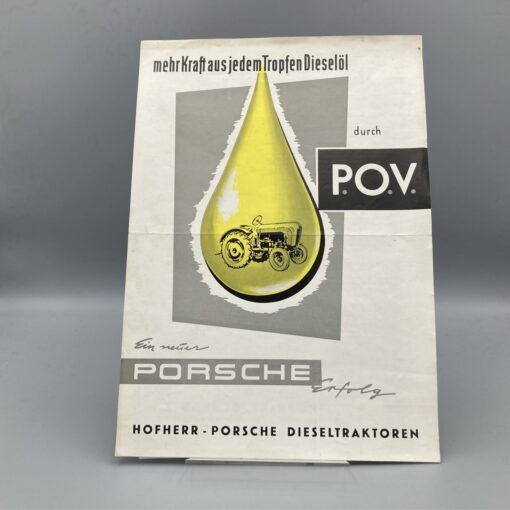 mehr Kraft aus jedem Tropfen Dieselöl
durch
P.O.V.
Ein neuer
PORSCHE
Erfolg
HOFHERR - PORSCHE DIESELTRAKTOREN